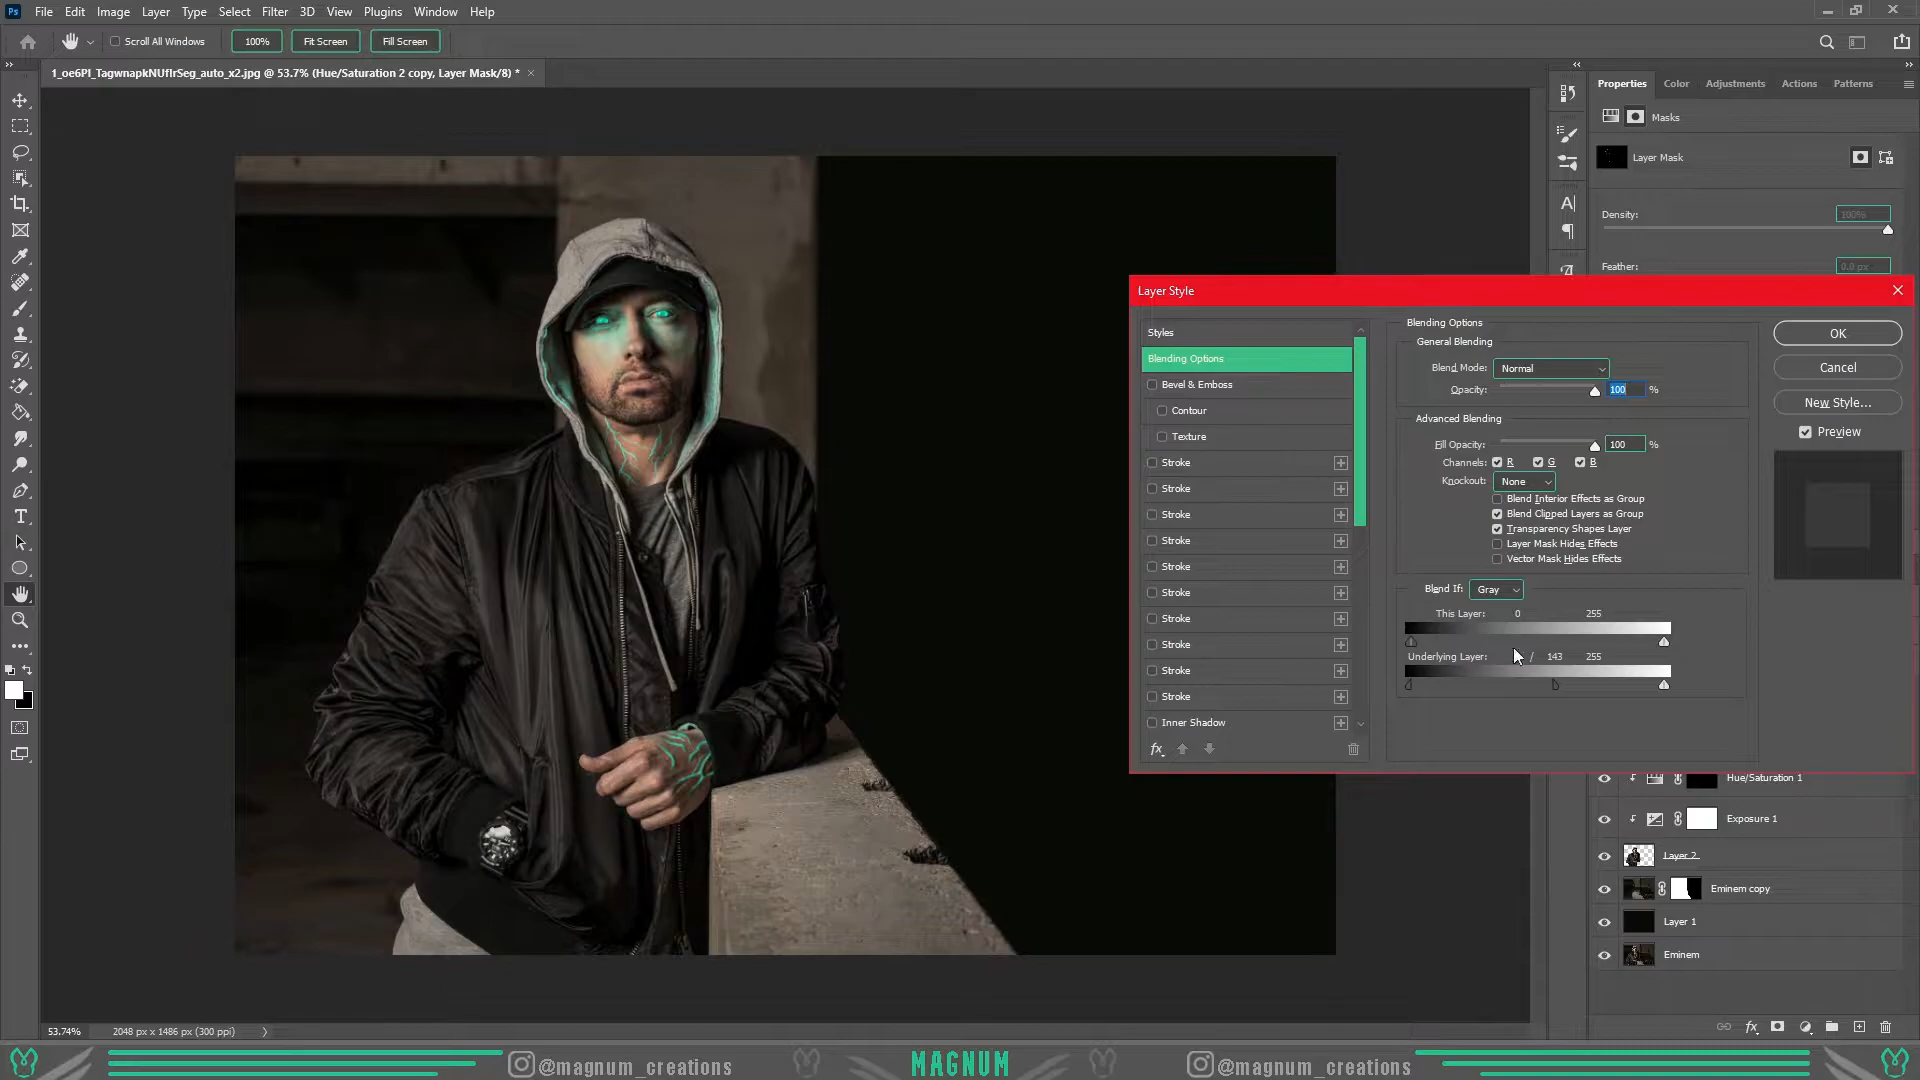 Ps File Edit Image Layer Type Select Filter 3D View Plugins Window Help
Scroll All Windows 100% Fit Screen Fill Screen
1_oe6PI_TagwnapkNUfIrSeg_auto_x2.jpg @ 53.7% (Hue/Saturation 2 copy, Layer Mask/8) *
Properties Color Adjustments Actions Patterns
Masks
Layer Mask
Density: 100%
Feather: 0.0 px
Layer Style
Styles
Blending Options
Bevel & Emboss
Contour
Texture
Stroke
Stroke
Stroke
Stroke
Stroke
Stroke
Stroke
Stroke
Stroke
Stroke
Inner Shadow
fx
Blending Options
General Blending
Blend Mode: Normal
Opacity: 100 %
Advanced Blending
Fill Opacity: 100 %
Channels: R G B
Knockout: None
Blend Interior Effects as Group
Blend Clipped Layers as Group
Transparency Shapes Layer
Layer Mask Hides Effects
Vector Mask Hides Effects
Blend If: Gray
This Layer: 0 255
Underlying Layer: / 143 255
OK
Cancel
New Style...
Preview
Hue/Saturation 1
Exposure 1
Layer 2
Eminem copy
Layer 1
Eminem
fx
53.74% 2048 px x 1486 px (300 ppi)
@magnum_creations MAGNUM @magnum_creations